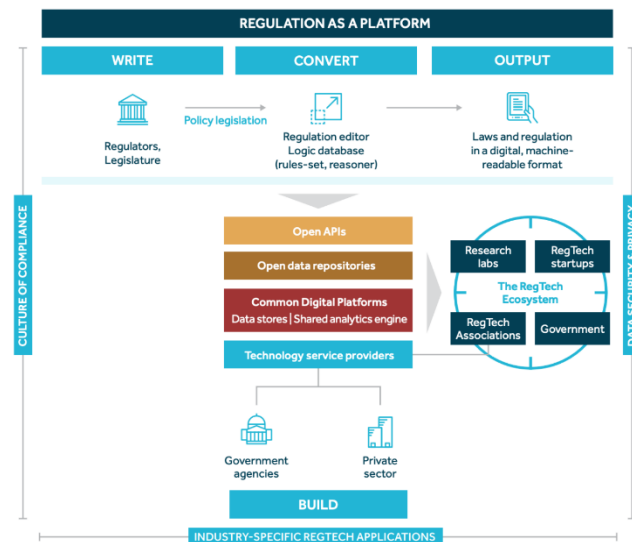 REGULATION AS A PLATFORM
WRITE
CONVERT
OUTPUT
Policy legislation
Regulators,
Legislature
Regulation editor
Logic database
(rules-set, reasoner)
Laws and regulation
in a digital, machine-
readable format
CULTURE OF COMPLIANCE
DATA SECURITY & PRIVACY
Open APIs
Open data repositories
Common Digital Platforms
Data stores | Shared analytics engine
Technology service providers
Research
labs
RegTech
startups
The RegTech
Ecosystem
RegTech
Associations
Government
Government
agencies
Private
sector
BUILD
INDUSTRY-SPECIFIC REGTECH APPLICATIONS